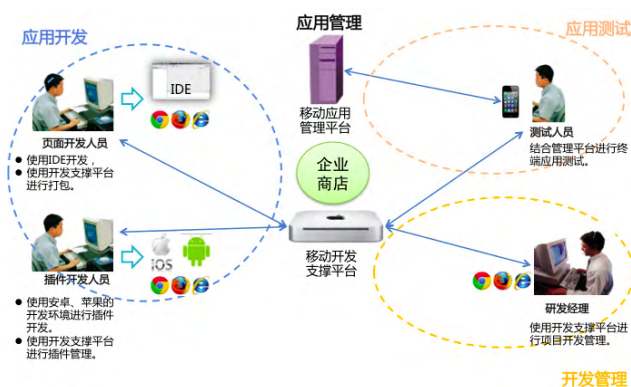 应用开发
应用管理
应用测试
IDE
页面开发人员
● 使用IDE开发，
● 使用开发支撑平台
进行打包。
移动应用
管理平台
测试人员
结合管理平台进行终
端应用测试。
企业
商店
移动开发
支撑平台
iOS
插件开发人员
● 使用安卓、苹果的
开发环境进行插件
开发。
● 使用开发支撑平台
进行插件管理。
研发经理
使用开发支撑平台进
行项目开发管理。
开发管理